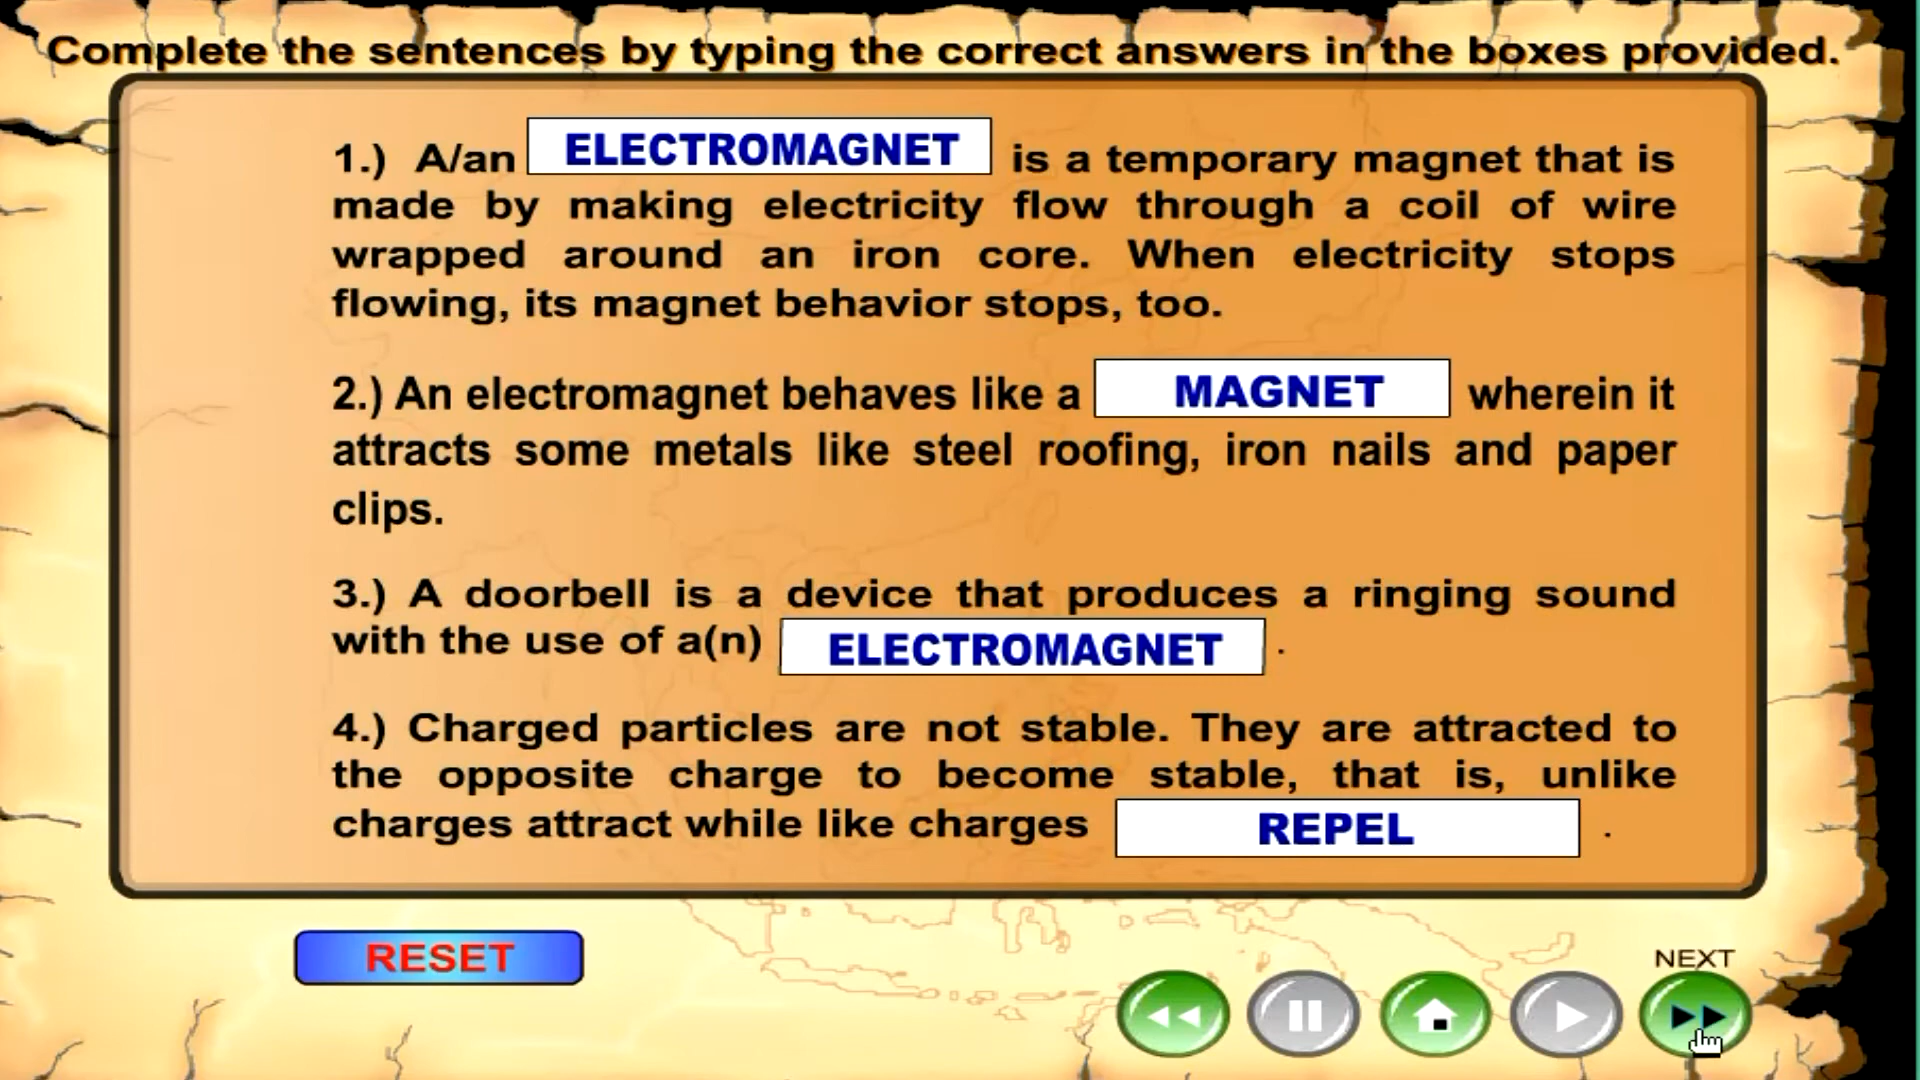 Complete the sentences by typing the correct answers in the boxes provided.
1.) A/an ELECTROMAGNET is a temporary magnet that is
made by making electricity flow through a coil of wire
wrapped around an iron core. When electricity stops
flowing, its magnet behavior stops, too.
2.) An electromagnet behaves like a MAGNET wherein it
attracts some metals like steel roofing, iron nails and paper
clips.
3.) A doorbell is a device that produces a ringing sound
with the use of a(n) ELECTROMAGNET .
4.) Charged particles are not stable. They are attracted to
the opposite charge to become stable, that is, unlike
charges attract while like charges REPEL .
RESET
NEXT